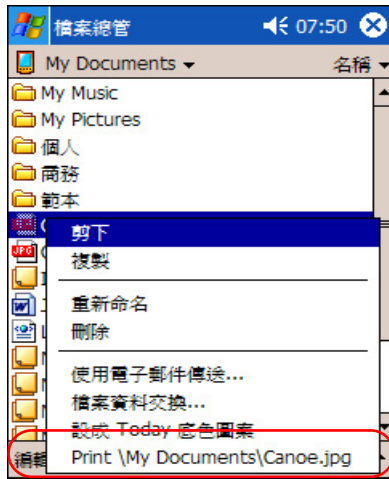 檔案總管 07:50
My Documents 名稱
My Music
My Pictures
個人
商務
範本
剪下
複製
重新命名
刪除
使用電子郵件傳送...
檔案資料交換...
設成 Today 底色圖案
編輯 Print \My Documents\Canoe.jpg